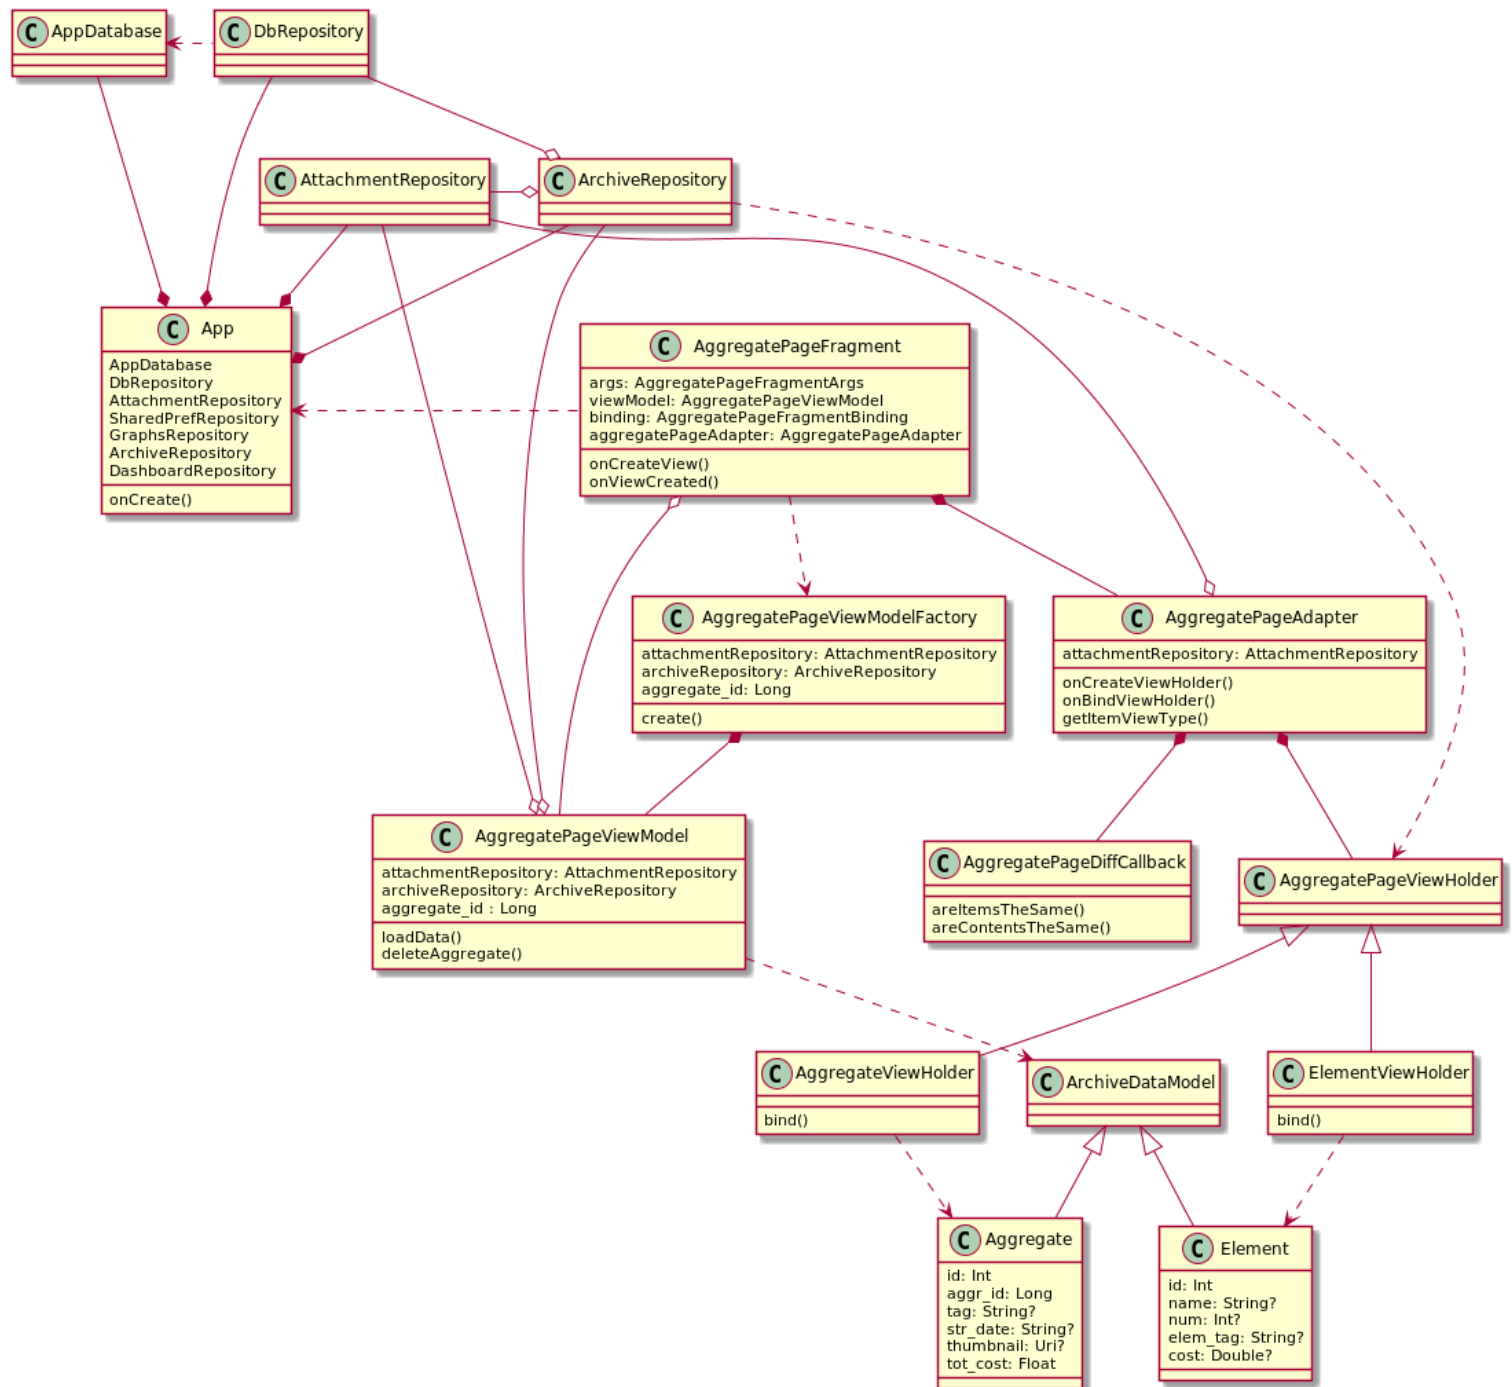 C AppDatabase
C DbRepository
C AttachmentRepository
C ArchiveRepository
C App
AppDatabase
DbRepository
AttachmentRepository
SharedPrefRepository
GraphsRepository
ArchiveRepository
DashboardRepository
onCreate()
C AggregatePageFragment
args: AggregatePageFragmentArgs
viewModel: AggregatePageViewModel
binding: AggregatePageFragmentBinding
aggregatePageAdapter: AggregatePageAdapter
onCreateView()
onViewCreated()
C AggregatePageViewModelFactory
attachmentRepository: AttachmentRepository
archiveRepository: ArchiveRepository
aggregate_id: Long
create()
C AggregatePageAdapter
attachmentRepository: AttachmentRepository
onCreateViewHolder()
onBindViewHolder()
getItemViewType()
C AggregatePageViewModel
attachmentRepository: AttachmentRepository
archiveRepository: ArchiveRepository
aggregate_id : Long
loadData()
deleteAggregate()
C AggregatePageDiffCallback
areItemsTheSame()
areContentsTheSame()
C AggregatePageViewHolder
C AggregateViewHolder
bind()
C ArchiveDataModel
C ElementViewHolder
bind()
C Aggregate
id: Int
aggr_id: Long
tag: String?
str_date: String?
thumbnail: Uri?
tot_cost: Float
C Element
id: Int
name: String?
num: Int?
elem_tag: String?
cost: Double?